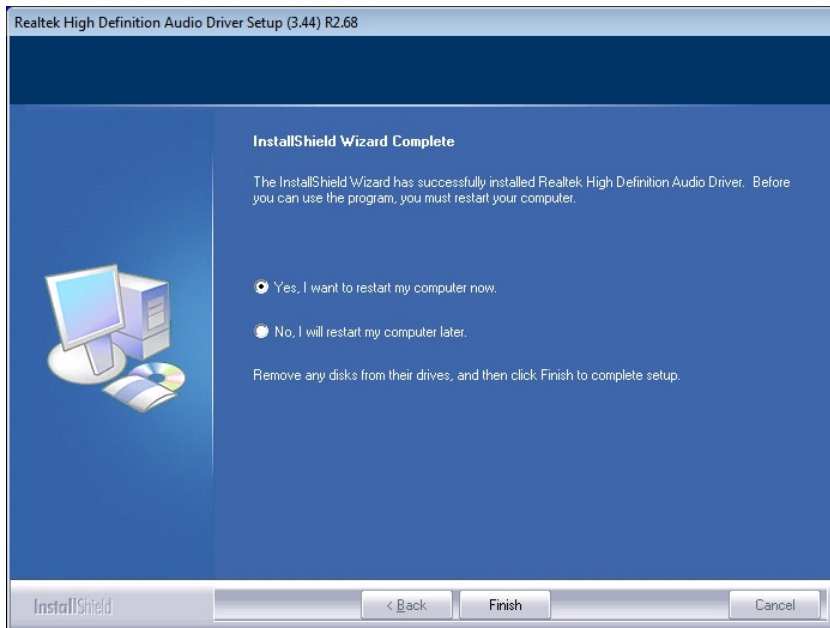 Realtek High Definition Audio Driver Setup (3.44) R2.68
InstallShield Wizard Complete
The InstallShield Wizard has successfully installed Realtek High Definition Audio Driver. Before
you can use the program, you must restart your computer.
Yes, I want to restart my computer now.
No, I will restart my computer later.
Remove any disks from their drives, and then click Finish to complete setup.
InstallShield
< Back
Finish
Cancel